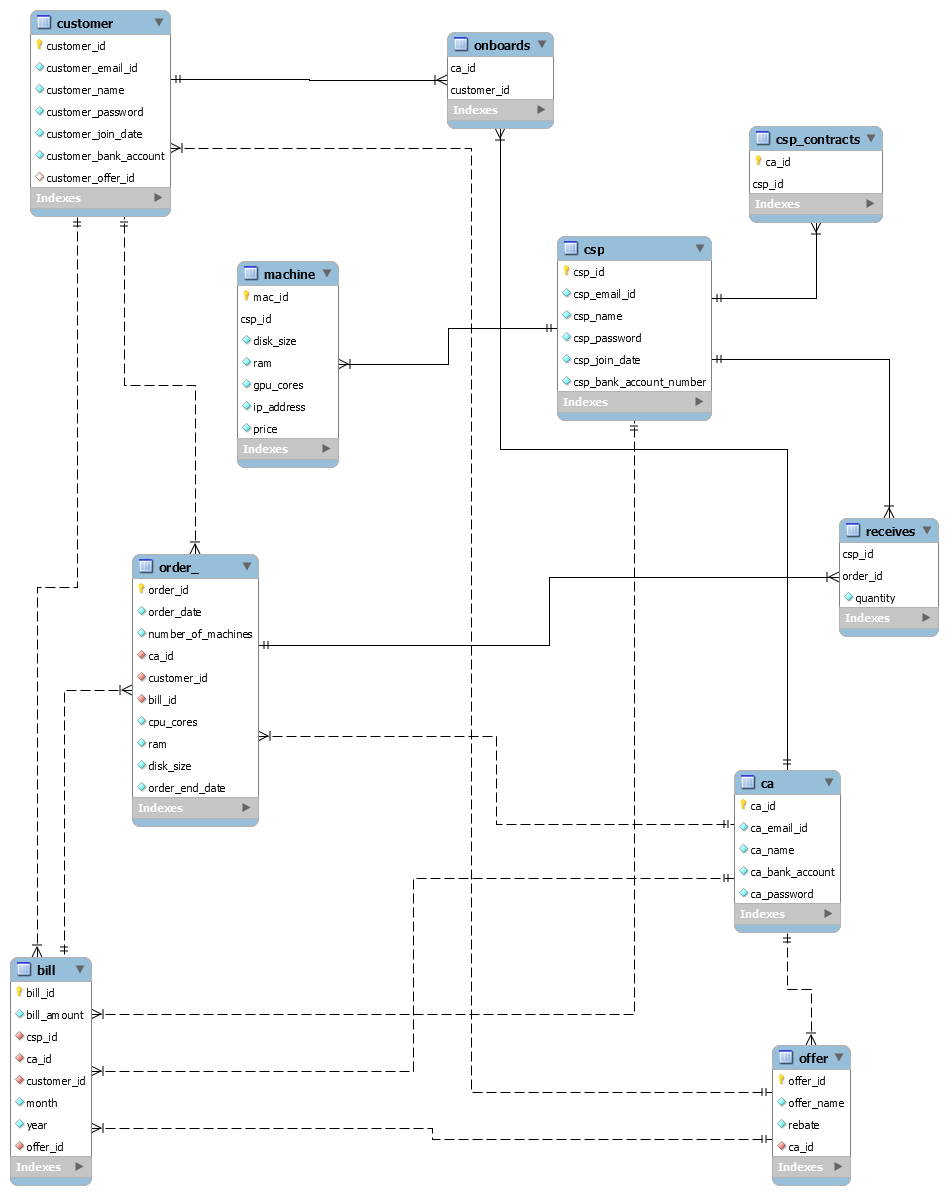 customer
customer_id
customer_email_id
customer_name
customer_password
customer_join_date
customer_bank_account
customer_offer_id
Indexes
onboards
ca_id
customer_id
Indexes
csp_contracts
ca_id
csp_id
Indexes
machine
mac_id
csp_id
disk_size
ram
gpu_cores
ip_address
price
Indexes
csp
csp_id
csp_email_id
csp_name
csp_password
csp_join_date
csp_bank_account_number
Indexes
receives
csp_id
order_id
quantity
Indexes
order_
order_id
order_date
number_of_machines
ca_id
customer_id
bill_id
cpu_cores
ram
disk_size
order_end_date
Indexes
ca
ca_id
ca_email_id
ca_name
ca_bank_account
ca_password
Indexes
bill
bill_id
bill_amount
csp_id
ca_id
customer_id
month
year
offer_id
Indexes
offer
offer_id
offer_name
rebate
ca_id
Indexes